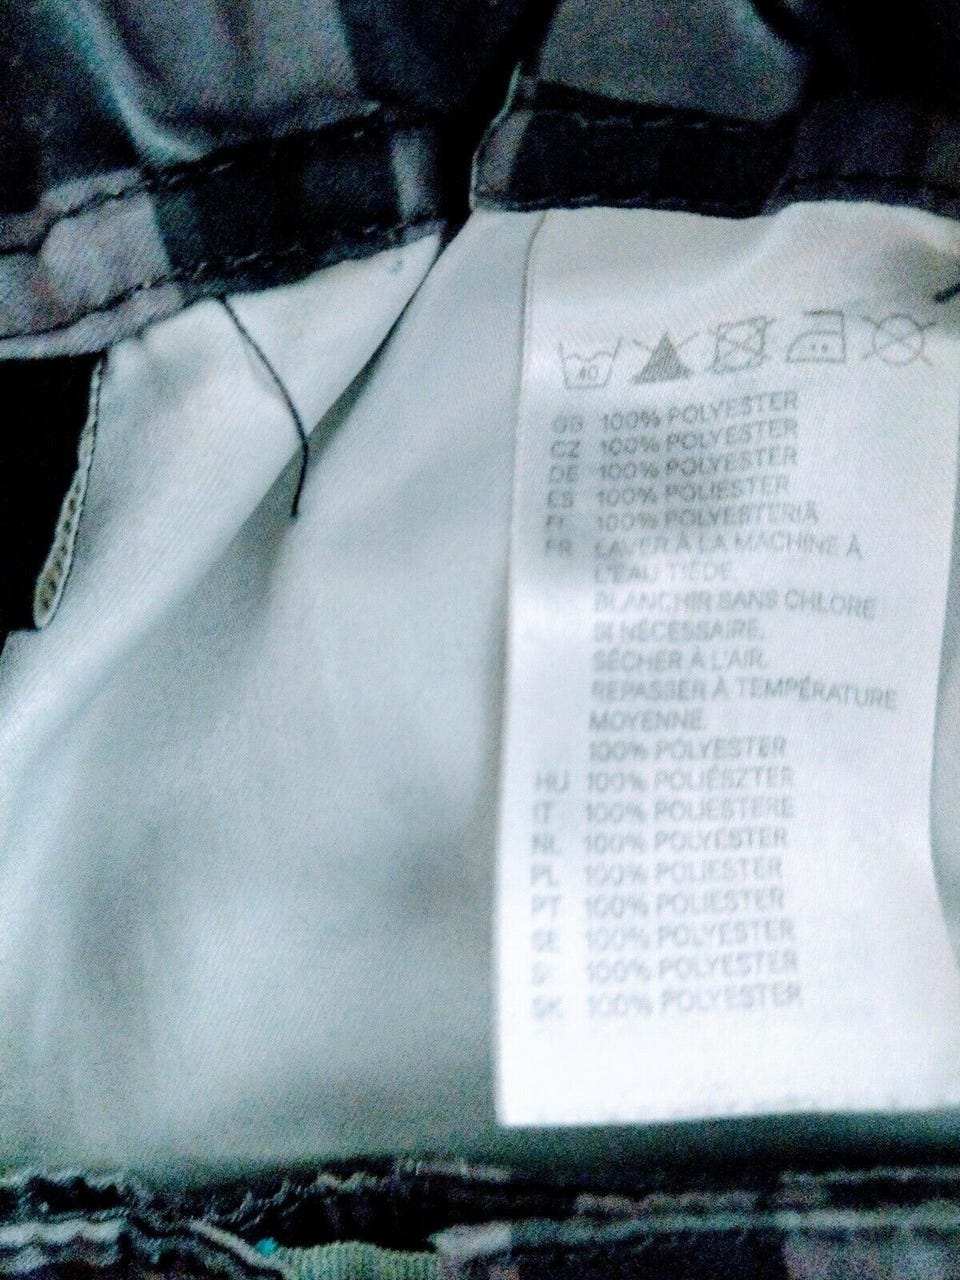 40
GB 100% POLYESTER
CZ 100% POLYESTER
DE 100% POLYESTER
ES 100% POLIESTER
FI 100% POLYESTERIÄ
FR LAVER À LA MACHINE À
L'EAU TIÈDE.
BLANCHIR SANS CHLORE
SI NÉCESSAIRE.
SÉCHER À L'AIR.
REPASSER À TEMPÉRATURE
MOYENNE.
100% POLYESTER
HU 100% POLIÉSZTER
IT 100% POLIESTERE
NL 100% POLYESTER
PL 100% POLIESTER
PT 100% POLIESTER
SE 100% POLYESTER
SI 100% POLYESTER
SK 100% POLYESTER